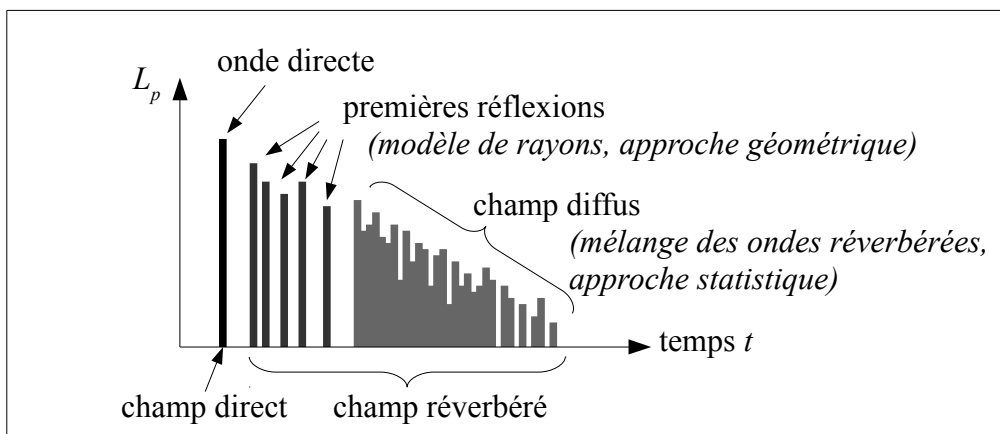 onde directe
L_p
premières réflexions
(modèle de rayons, approche géométrique)
champ diffus
(mélange des ondes réverbérées,
approche statistique)
temps t
champ direct
champ réverbéré